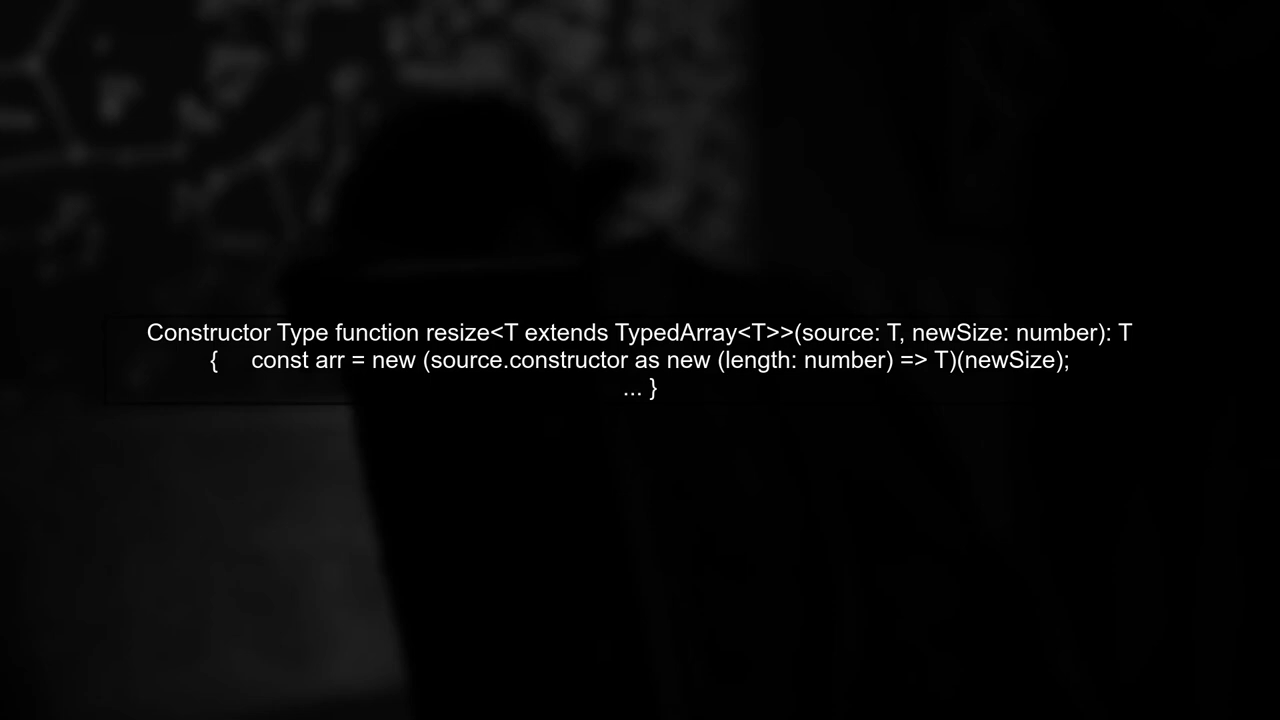 Constructor Type function resize<T extends TypedArray<T>>(source: T, newSize: number): T
{     const arr = new (source.constructor as new (length: number) => T)(newSize);
... }